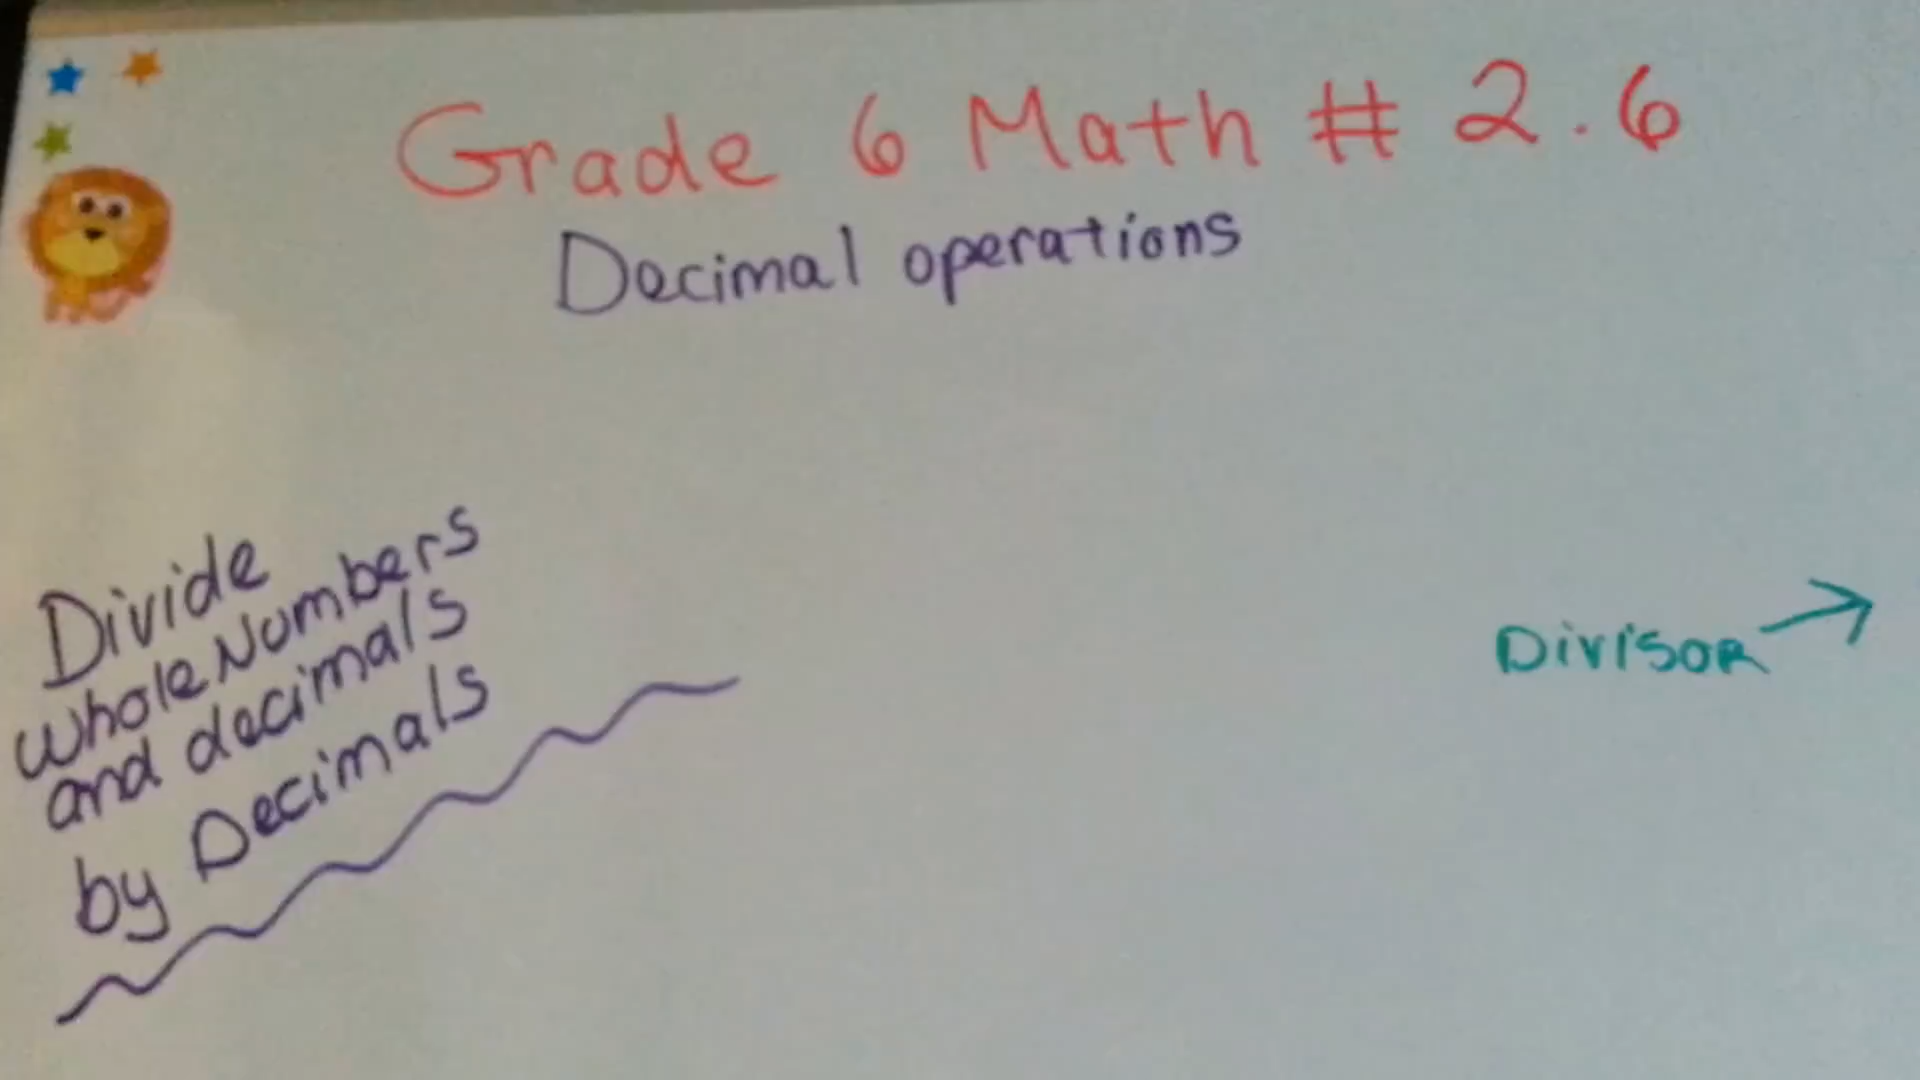 Grade 6 Math # 2.6
Decimal operations
Divide
whole Numbers
and decimals
by Decimals
Divisor